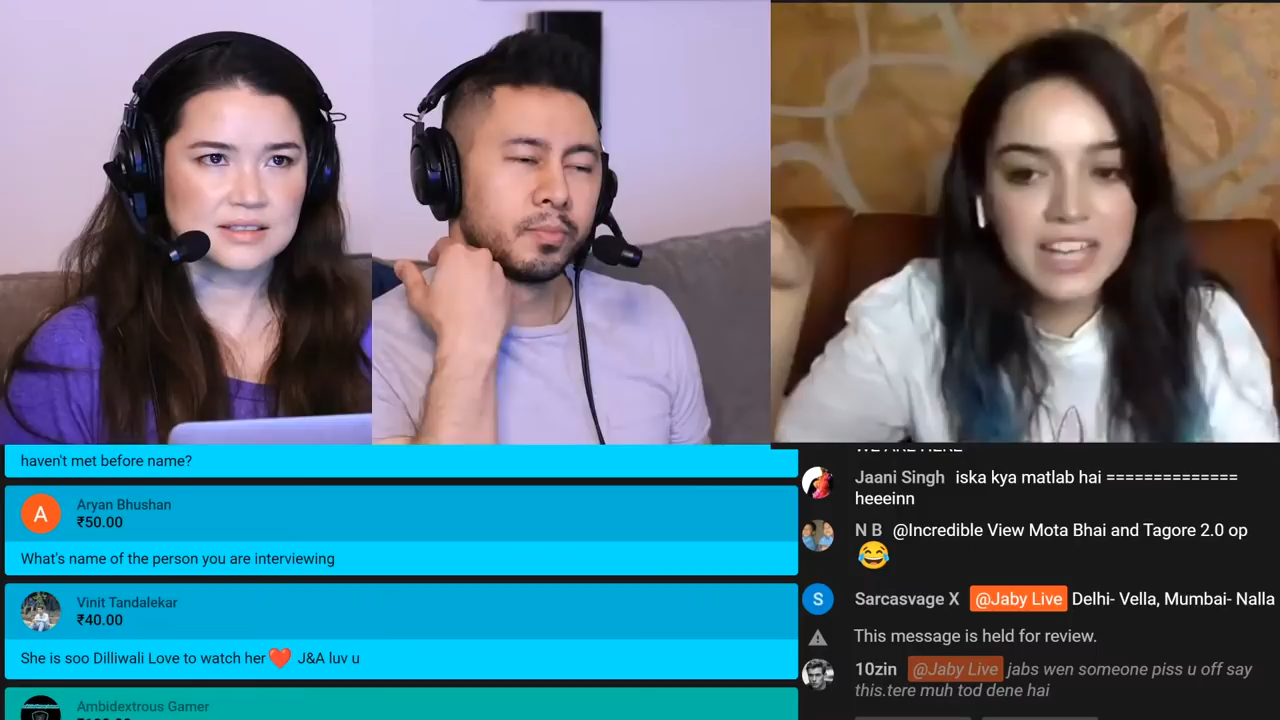 haven't met before name?
A
Aryan Bhushan
₹50.00
What's name of the person you are interviewing
Vinit Tandalekar
₹40.00
She is soo Dilliwali Love to watch her❤️ J&A luv u
Ambidextrous Gamer
WE ARE HERE
Jaani Singh iska kya matlab hai ==============
heeeinn
N B @Incredible View Mota Bhai and Tagore 2.0 op
😂
S
Sarcasvage X @Jaby Live Delhi- Vella, Mumbai- Nalla
This message is held for review.
10zin @Jaby Live jabs wen someone piss u off say
this.tere muh tod dene hai